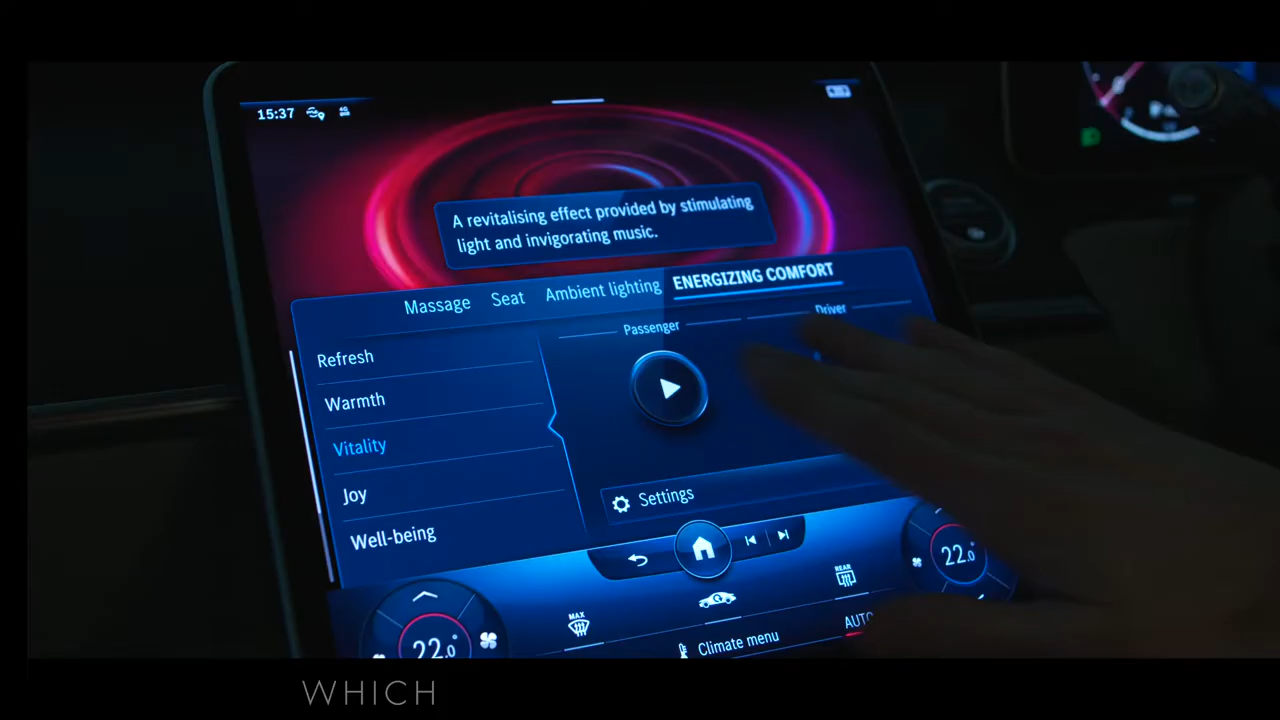 15:37
4G
A revitalising effect provided by stimulating
light and invigorating music.
Massage Seat Ambient lighting ENERGIZING COMFORT
Passenger Driver
Refresh
Warmth
Vitality
Joy
Well-being
Settings
22.0°
REAR
MAX
22.0°
Climate menu
AUTO
WHICH